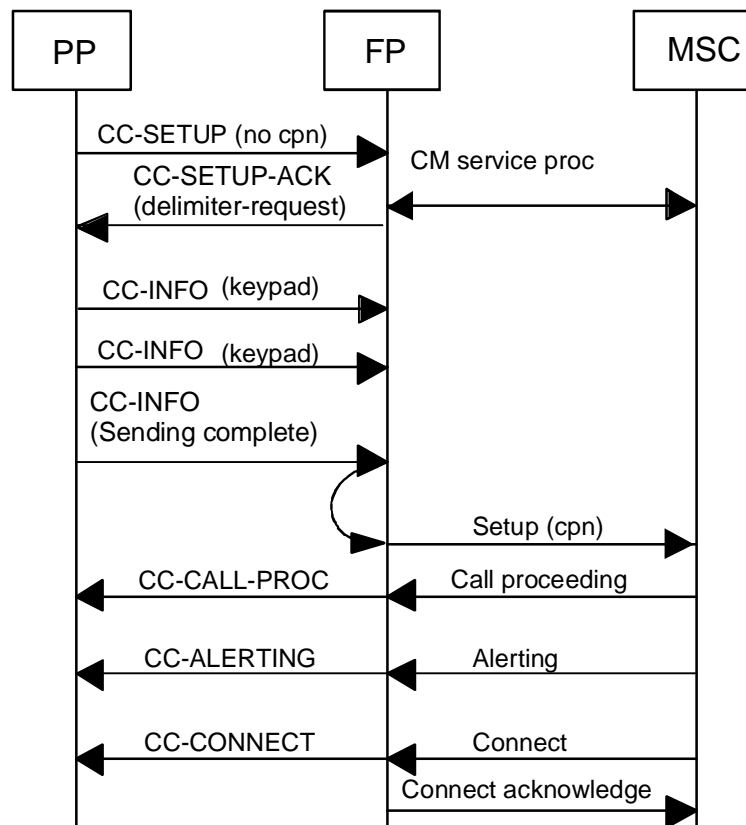 PP
FP
MSC
CC-SETUP (no cpn)
CM service proc
CC-SETUP-ACK
(delimiter-request)
CC-INFO (keypad)
CC-INFO (keypad)
CC-INFO
(Sending complete)
Setup (cpn)
CC-CALL-PROC
Call proceeding
CC-ALERTING
Alerting
CC-CONNECT
Connect
Connect acknowledge